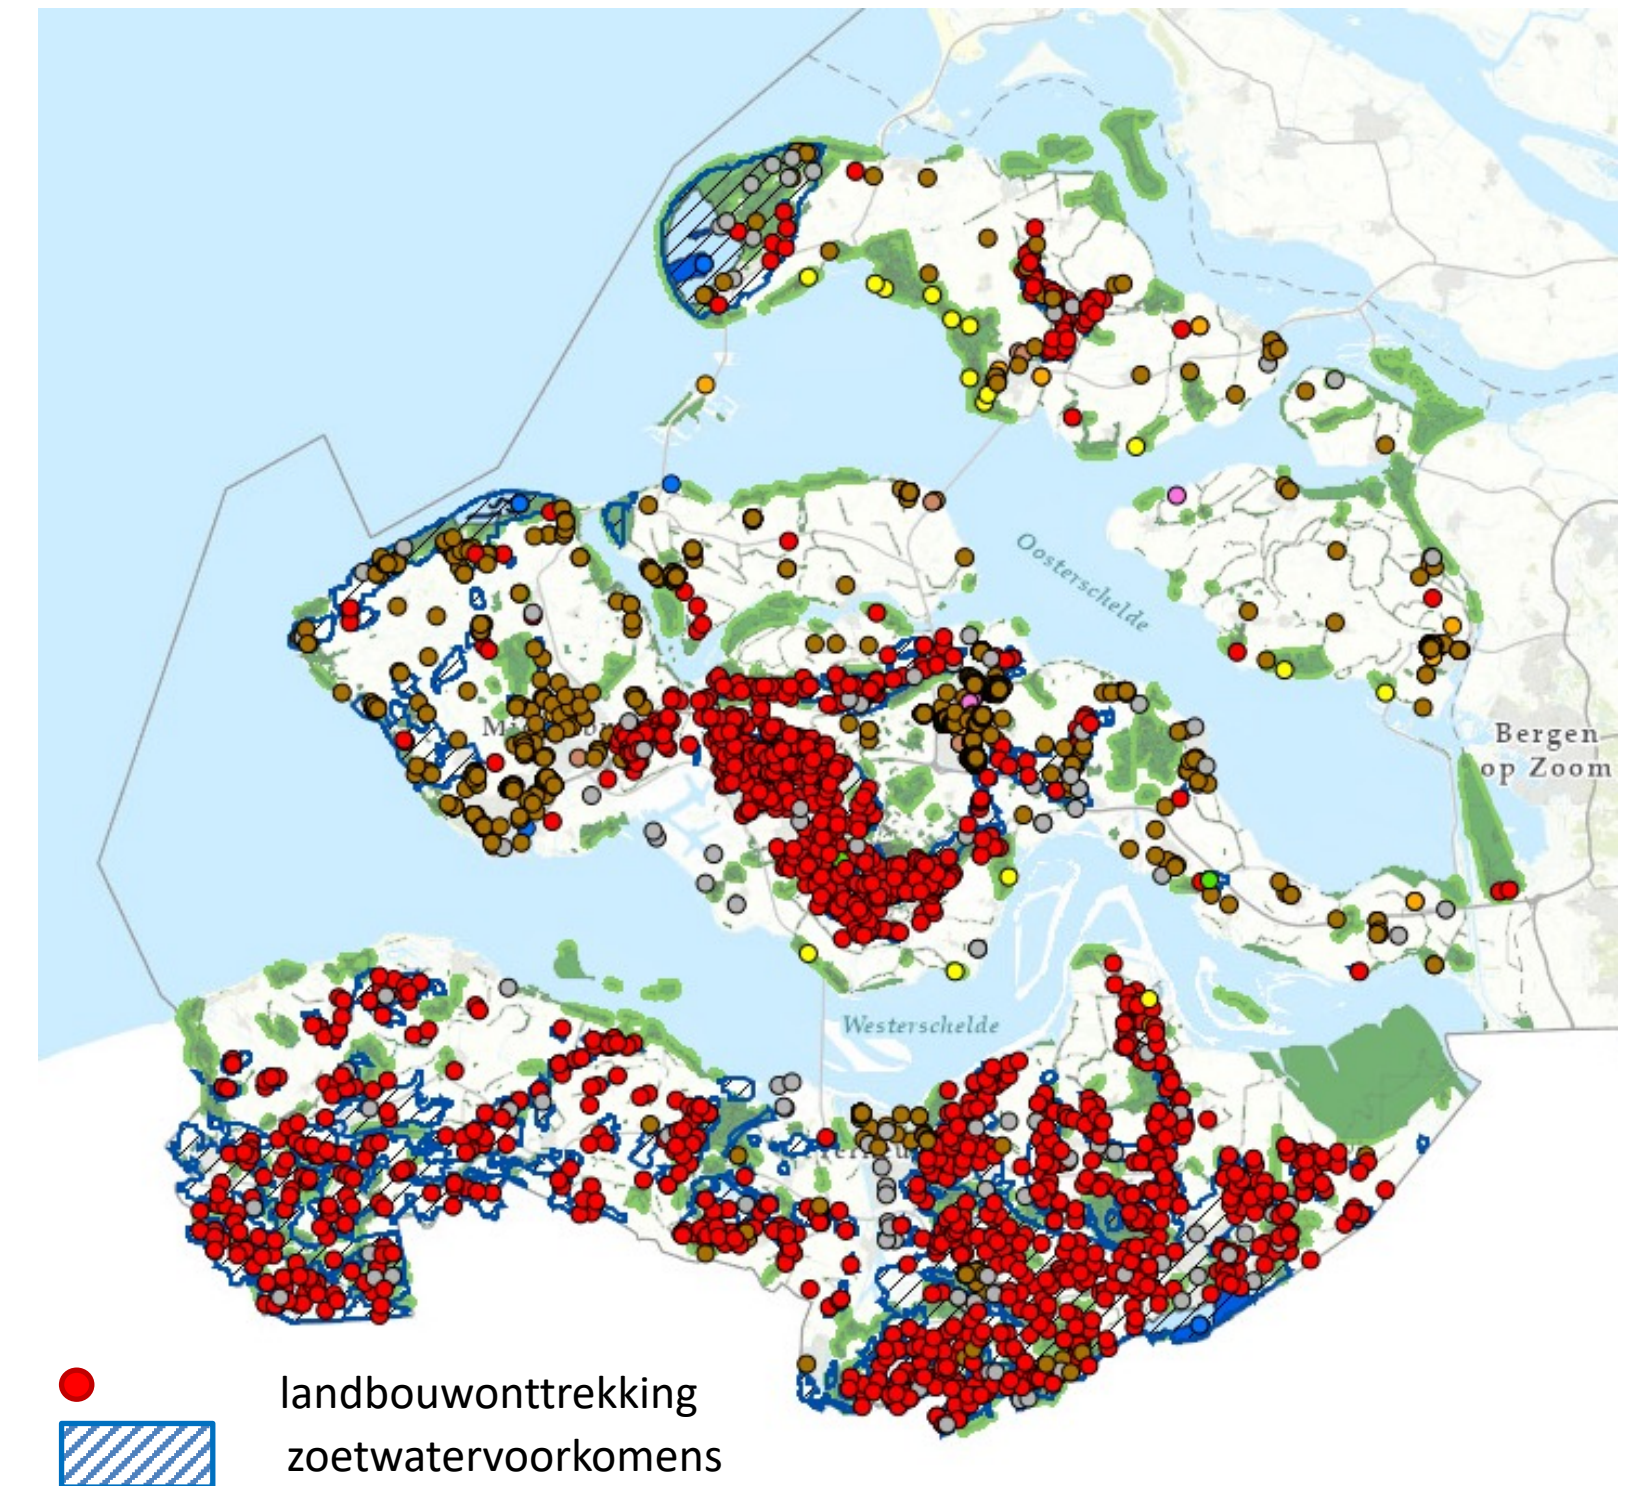 Oosterschelde
Bergen
op Zoom
Westerschelde
landbouwonttrekking
zoetwatervoorkomens